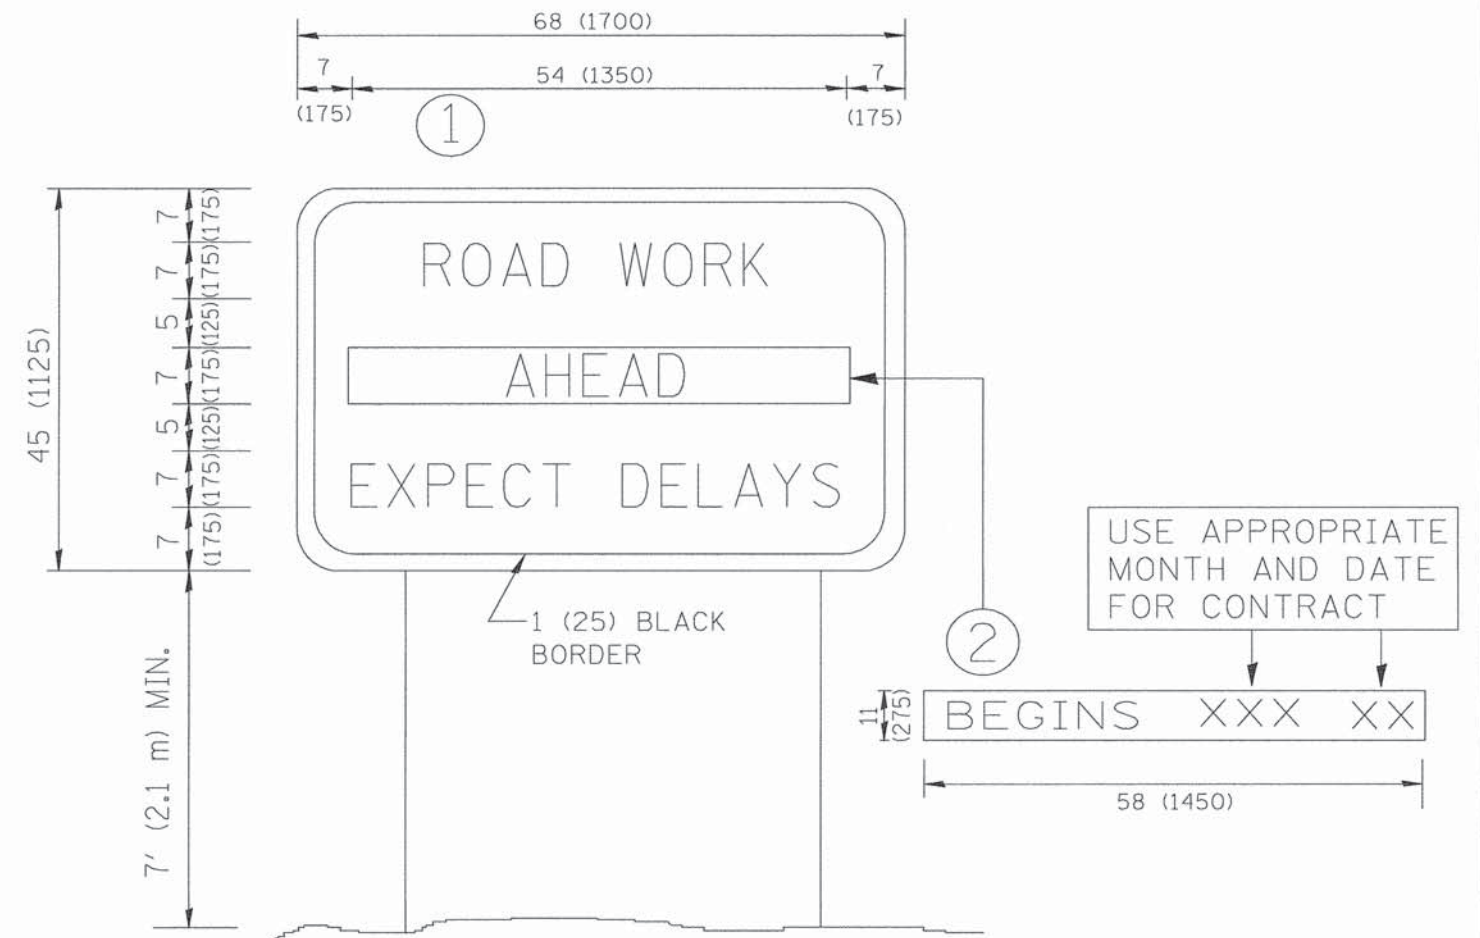 68 (1700)
7
54 (1350)
7
(175)
(175)
1
45 (1125)
7
(175)
7
(175)
5
(125)
7
(175)
5
(125)
7
(175)
7
(175)
ROAD WORK
AHEAD
EXPECT DELAYS
1 (25) BLACK
BORDER
7' (2.1 m) MIN.
USE APPROPRIATE
MONTH AND DATE
FOR CONTRACT
2
11
(275)
BEGINS XXX XX
58 (1450)